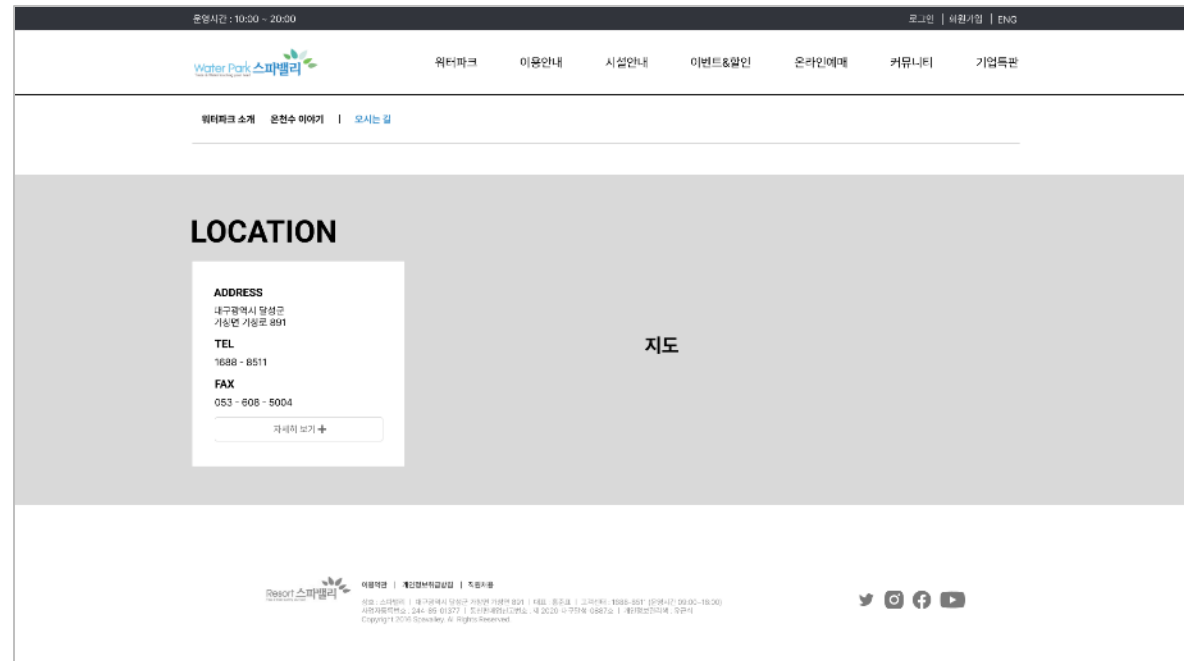 운영시간 : 10:00 ~ 20:00
로그인 | 회원가입 | ENG
Water Park 스파밸리
워터파크 이용안내 시설안내 이벤트&할인 온라인예매 커뮤니티 기업특판
워터파크 소개 온천수 이야기 | 오시는 길
LOCATION
ADDRESS
대구광역시 달성군
가창면 가창로 891
TEL
1688 - 8511
FAX
053 - 608 - 5004
자세히 보기 +
지도
Resort 스파밸리
이용약관 | 개인정보취급방침 | 직원채용
Copyright 2016 Spavalley. All Rights Reserved.